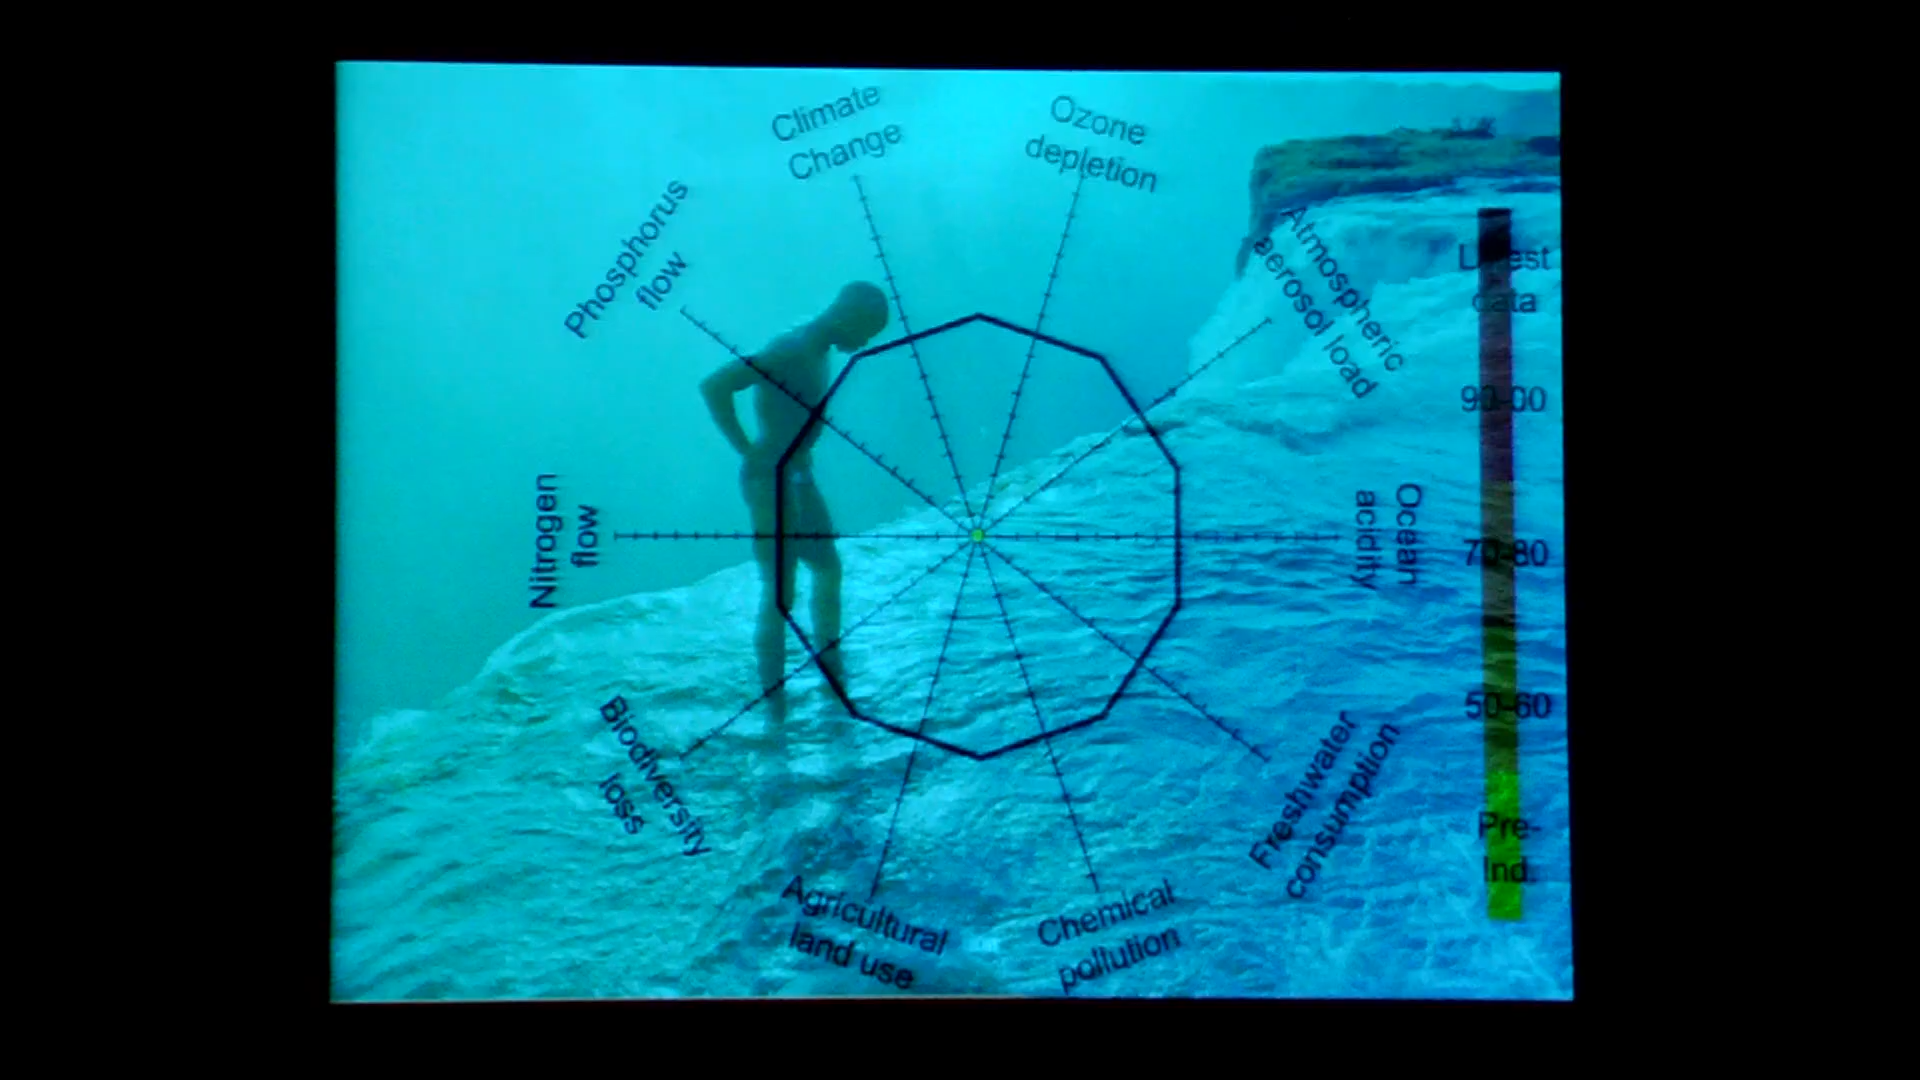 Climate
Change
Ozone
depletion
Phosphorus
flow
Atmospheric
aerosol load
Nitrogen
flow
Ocean
acidity
Biodiversity
loss
Freshwater
consumption
Agricultural
land use
Chemical
pollution
Latest
data
90-00
70-80
50-60
Pre-
Ind.